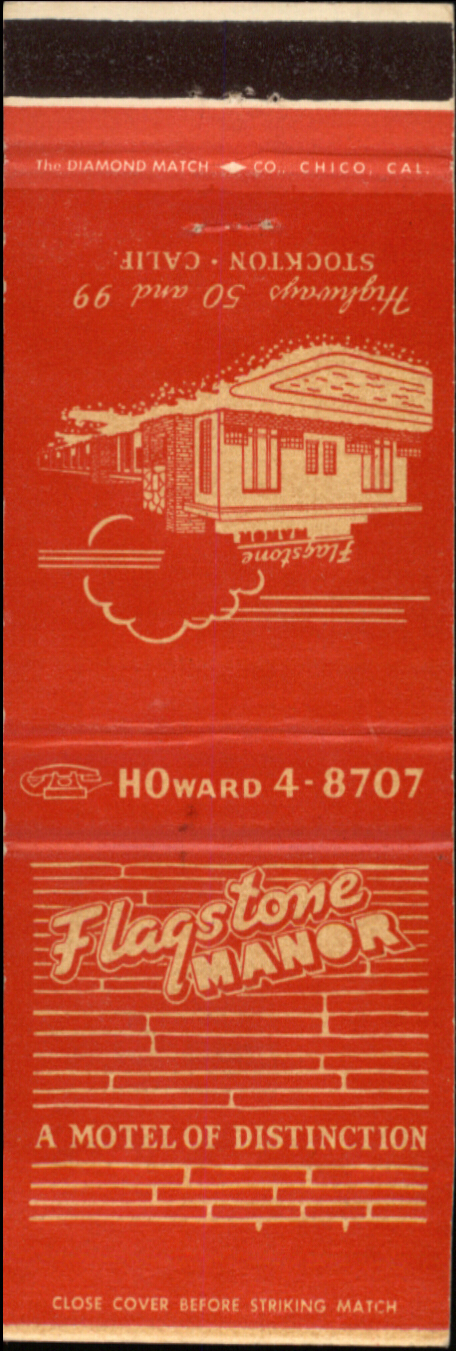 The DIAMOND MATCH CO., CHICO, CAL.
STOCKTON · CALIF.
Highways 50 and 99
Flagstone
MANOR
HOWARD 4-8707
Flagstone
MANOR
A MOTEL OF DISTINCTION
CLOSE COVER BEFORE STRIKING MATCH